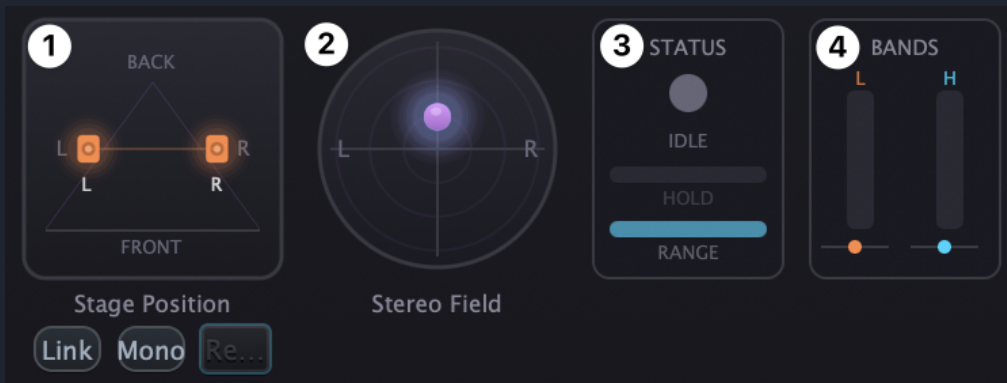 1
BACK
L R
L R
FRONT
Stage Position
Link Mono Re...
2
L R
Stereo Field
3 STATUS
IDLE
HOLD
RANGE
4 BANDS
L H